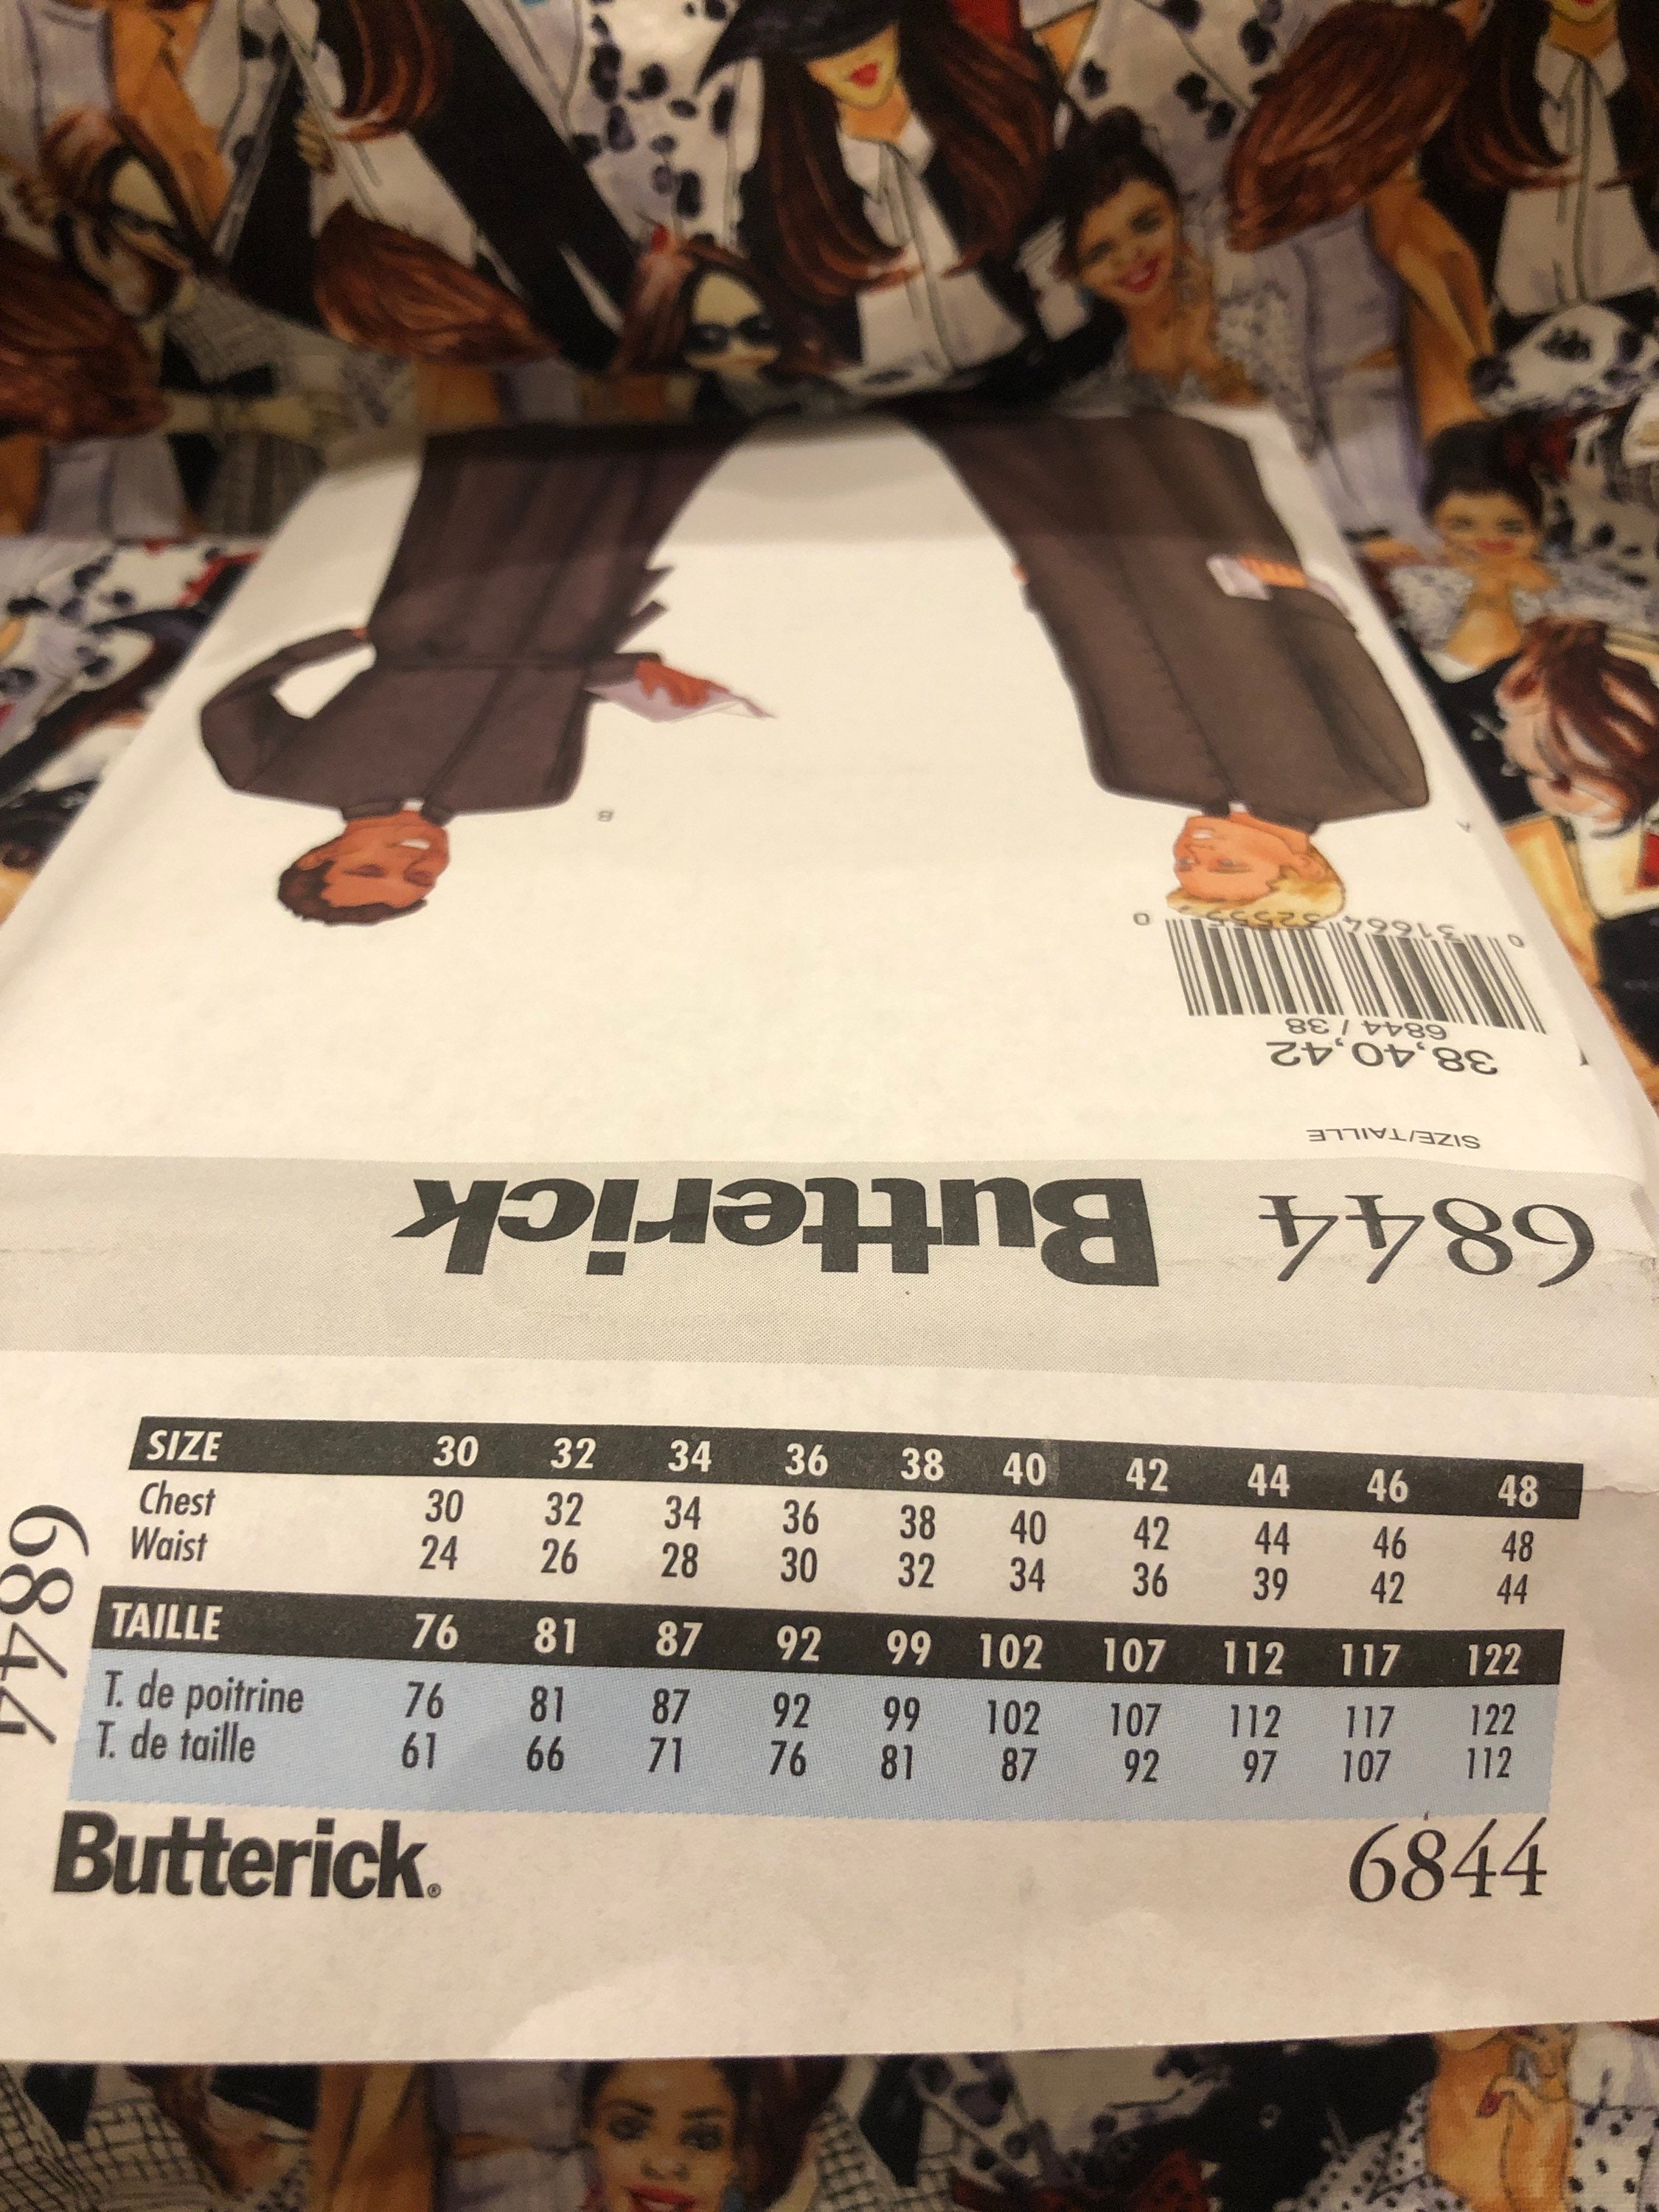 B
A
0 31664 32555 0
6844 / 38
38,40,42
SIZE/TAILLE
6844 Butterick
SIZE 30 32 34 36 38 40 42 44 46 48
Chest 30 32 34 36 38 40 42 44 46 48
Waist 24 26 28 30 32 34 36 39 42 44
TAILLE 76 81 87 92 99 102 107 112 117 122
T. de poitrine 76 81 87 92 99 102 107 112 117 122
T. de taille 61 66 71 76 81 87 92 97 107 112
6844
Butterick® 6844